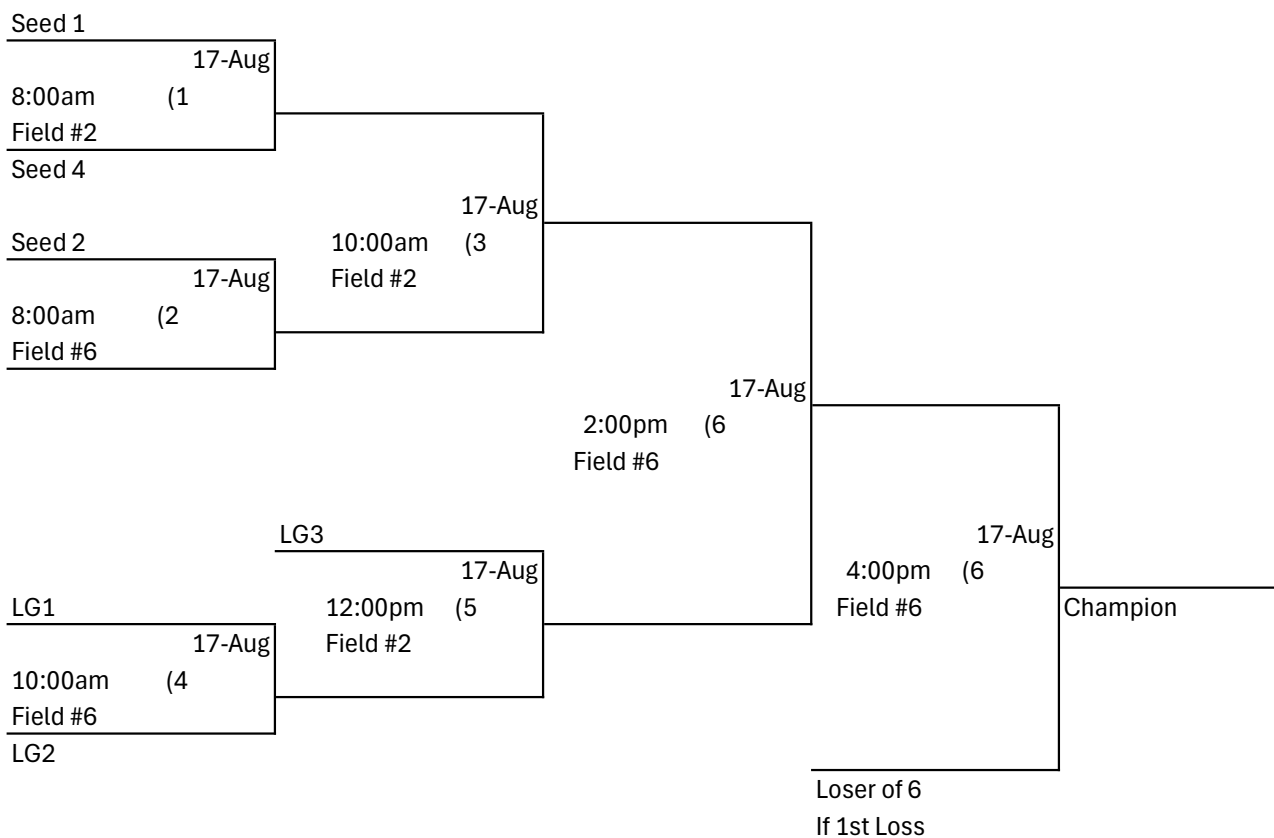 Seed 1
17-Aug
8:00am (1
Field #2
Seed 4
17-Aug
Seed 2
10:00am (3
17-Aug
Field #2
8:00am (2
Field #6
17-Aug
2:00pm (6
Field #6
LG3
17-Aug
17-Aug
4:00pm (6
LG1
12:00pm (5
Field #6
Champion
17-Aug
Field #2
10:00am (4
Field #6
LG2
Loser of 6
If 1st Loss